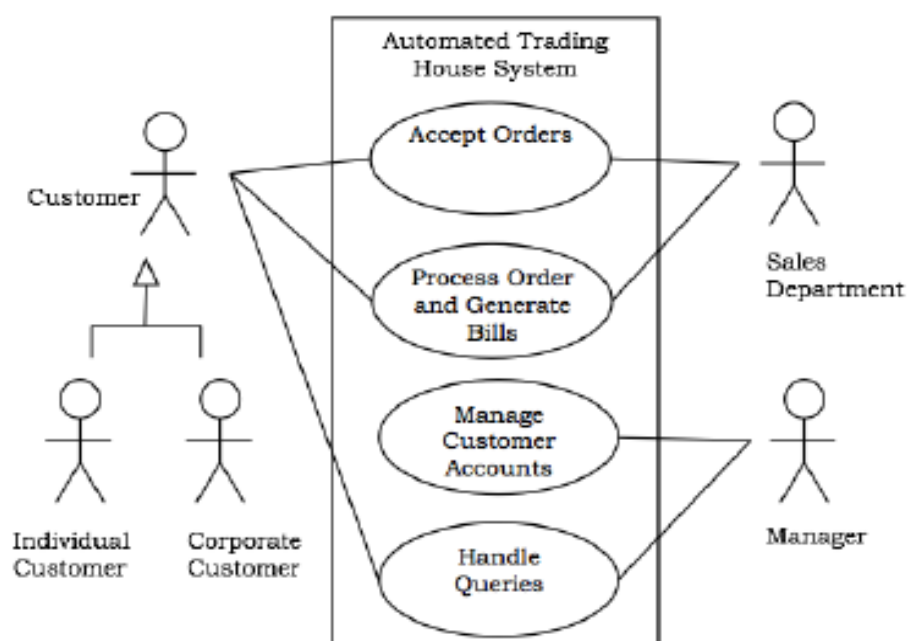 Automated Trading
House System
Accept Orders
Customer
Process Order
and Generate
Bills
Sales
Department
Manage
Customer
Accounts
Individual
Customer
Corporate
Customer
Handle
Queries
Manager